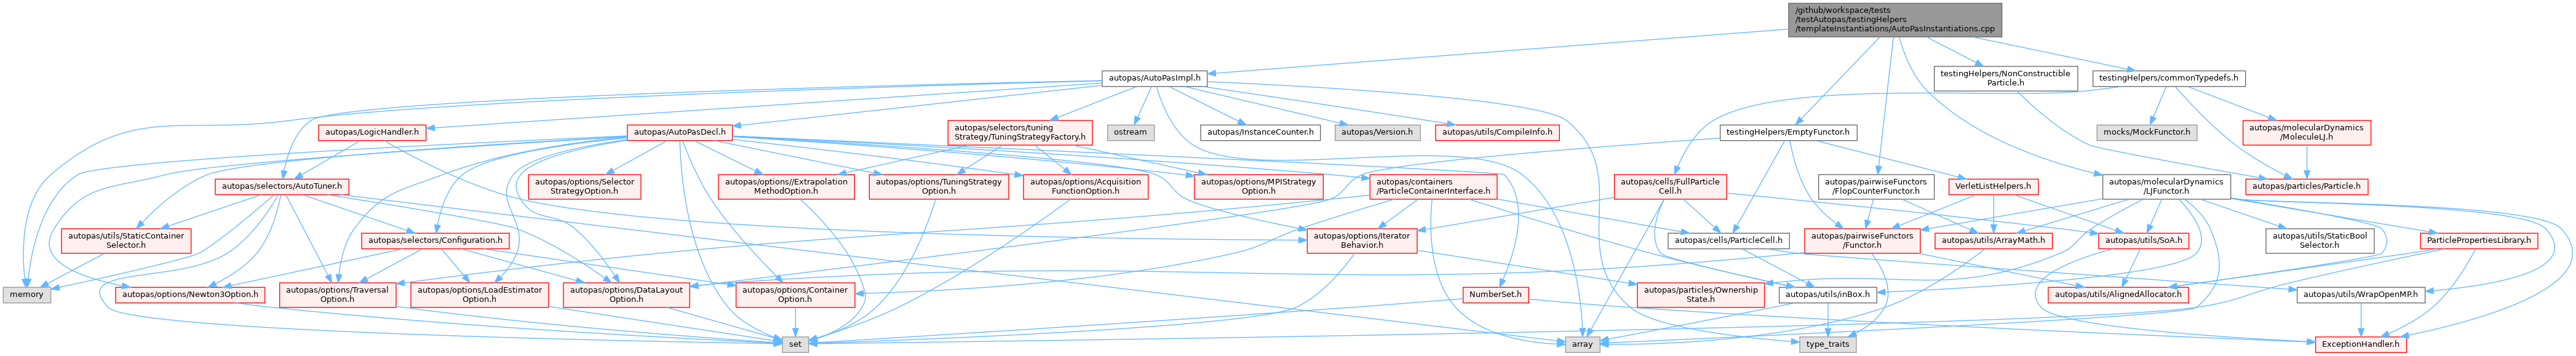 /github/workspace/tests
/testAutopas/testingHelpers
/templateInstantiations/AutoPasInstantiations.cpp
autopas/AutoPasImpl.h
testingHelpers/NonConstructible
Particle.h
testingHelpers/commonTypedefs.h
autopas/LogicHandler.h
autopas/AutoPasDecl.h
autopas/selectors/tuning
Strategy/TuningStrategyFactory.h
ostream
autopas/InstanceCounter.h
autopas/Version.h
autopas/utils/CompileInfo.h
testingHelpers/EmptyFunctor.h
mocks/MockFunctor.h
autopas/molecularDynamics
/MoleculeLJ.h
autopas/selectors/AutoTuner.h
autopas/options/Selector
StrategyOption.h
autopas/options//Extrapolation
MethodOption.h
autopas/options/TuningStrategy
Option.h
autopas/options/Acquisition
FunctionOption.h
autopas/options/MPIStrategy
Option.h
autopas/containers
/ParticleContainerInterface.h
autopas/cells/FullParticle
Cell.h
autopas/pairwiseFunctors
/FlopCounterFunctor.h
VerletListHelpers.h
autopas/molecularDynamics
/LJFunctor.h
autopas/particles/Particle.h
autopas/utils/StaticContainer
Selector.h
autopas/selectors/Configuration.h
autopas/options/Iterator
Behavior.h
autopas/cells/ParticleCell.h
autopas/pairwiseFunctors
/Functor.h
autopas/utils/ArrayMath.h
autopas/utils/SoA.h
autopas/utils/StaticBool
Selector.h
ParticlePropertiesLibrary.h
memory
autopas/options/Newton3Option.h
autopas/options/Traversal
Option.h
autopas/options/LoadEstimator
Option.h
autopas/options/DataLayout
Option.h
autopas/options/Container
Option.h
autopas/particles/Ownership
State.h
NumberSet.h
autopas/utils/inBox.h
autopas/utils/AlignedAllocator.h
autopas/utils/WrapOpenMP.h
set
array
type_traits
ExceptionHandler.h